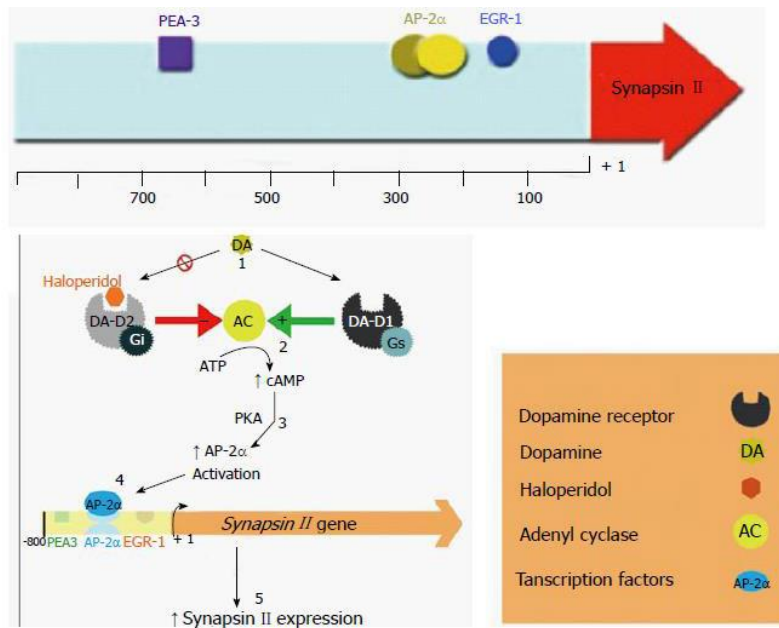 PEA-3 AP-2α EGR-1
Synapsin II
+ 1
700 500 300 100
DA
1
Haloperidol
DA-D2 − AC + DA-D1
Gi Gs
2
ATP
↑ cAMP
PKA 3
↑ AP-2α
Activation
4
AP-2α
Synapsin II gene
-800 PEA3 AP-2α EGR-1 + 1
5
↑ Synapsin II expression
Dopamine receptor
Dopamine DA
Haloperidol
Adenyl cyclase AC
Tanscription factors AP-2α